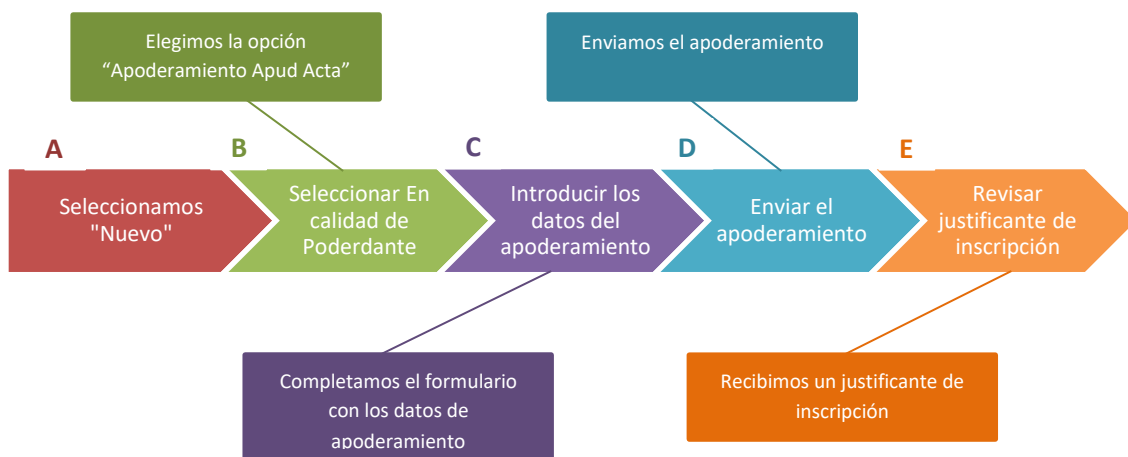 Elegimos la opción
“Apoderamiento Apud Acta”
Enviamos el apoderamiento
A
B
C
D
E
Seleccionamos
"Nuevo"
Seleccionar En
calidad de
Poderdante
Introducir los
datos del
apoderamiento
Enviar el
apoderamiento
Revisar
justificante de
inscripción
Completamos el formulario
con los datos de
apoderamiento
Recibimos un justificante de
inscripción